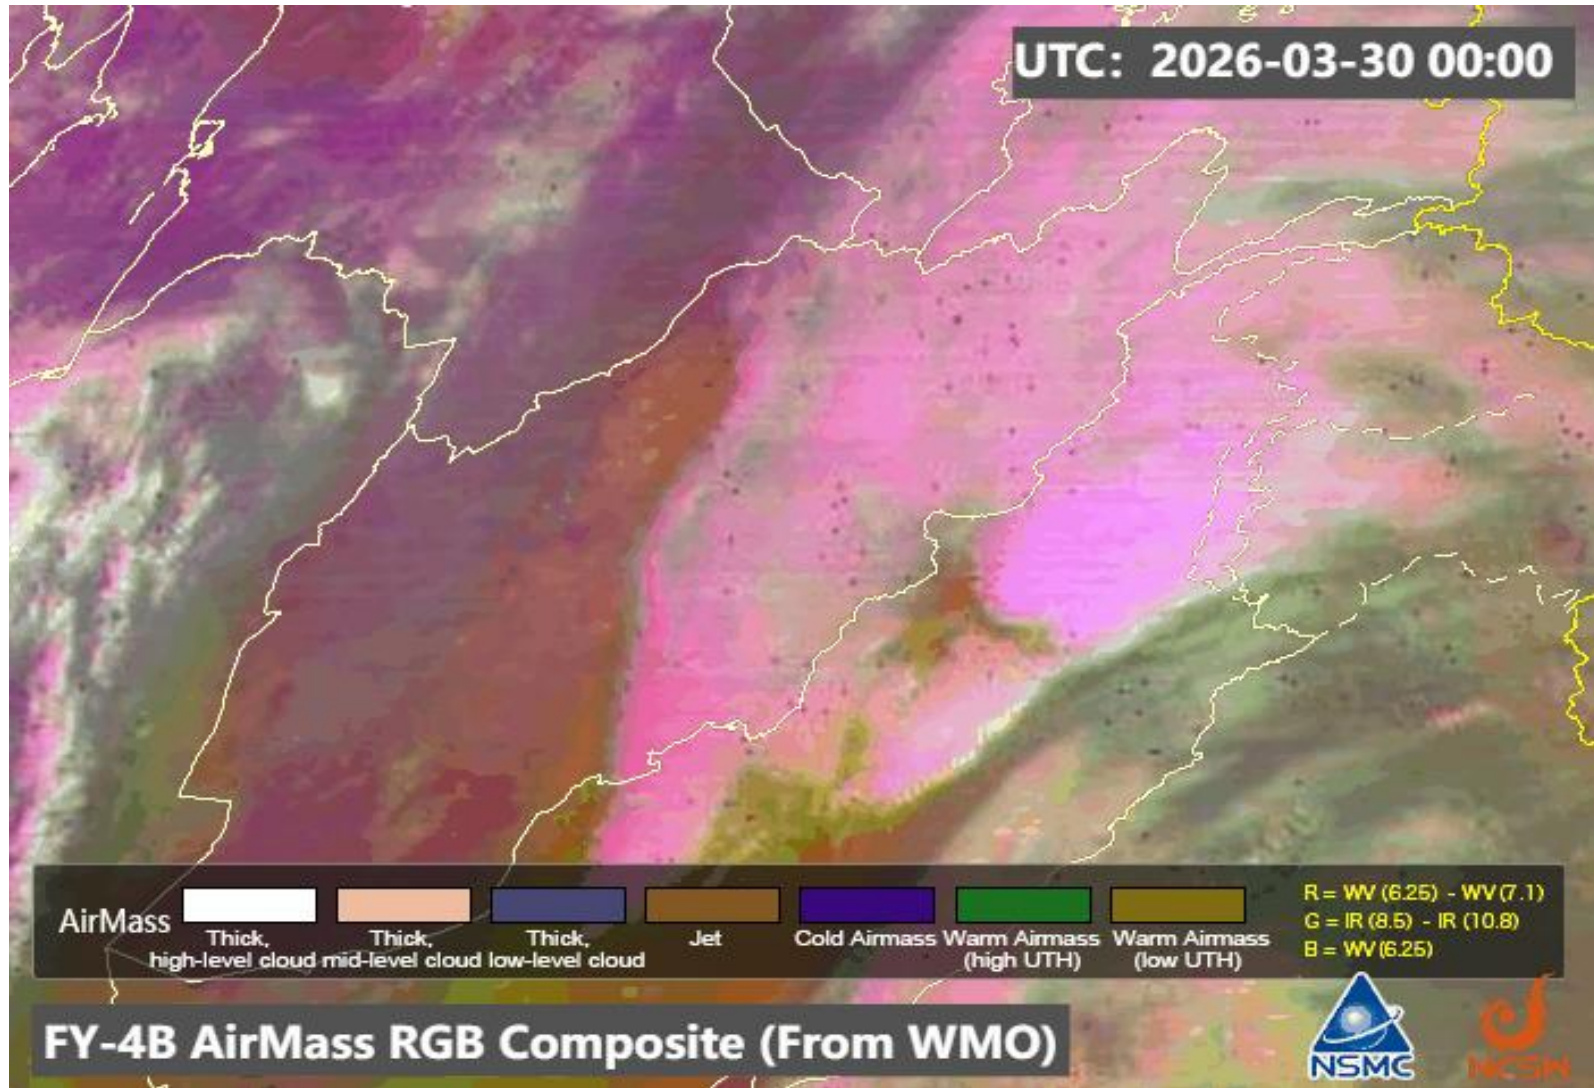 UTC: 2026-03-30 00:00
AirMass
Thick,
high-level cloud
Thick,
mid-level cloud
Thick,
low-level cloud
Jet
Cold Airmass
Warm Airmass
(high UTH)
Warm Airmass
(low UTH)
R = WV (6.25) - WV (7.1)
G = IR (8.5) - IR (10.8)
B = WV (6.25)
FY-4B AirMass RGB Composite (From WMO)
NSMC